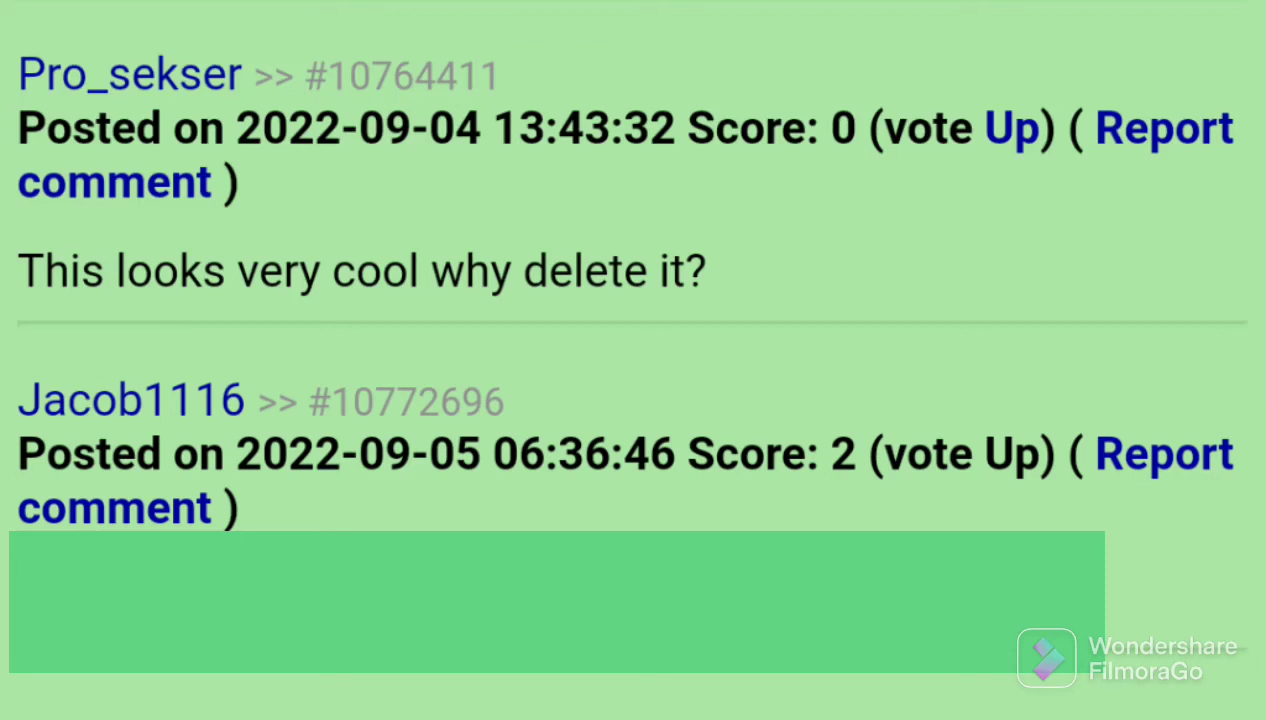 Pro_sekser >> #10764411
Posted on 2022-09-04 13:43:32 Score: 0 (vote Up) ( Report
comment )
This looks very cool why delete it?
Jacob1116 >> #10772696
Posted on 2022-09-05 06:36:46 Score: 2 (vote Up) ( Report
comment )
Wondershare
FilmoraGo